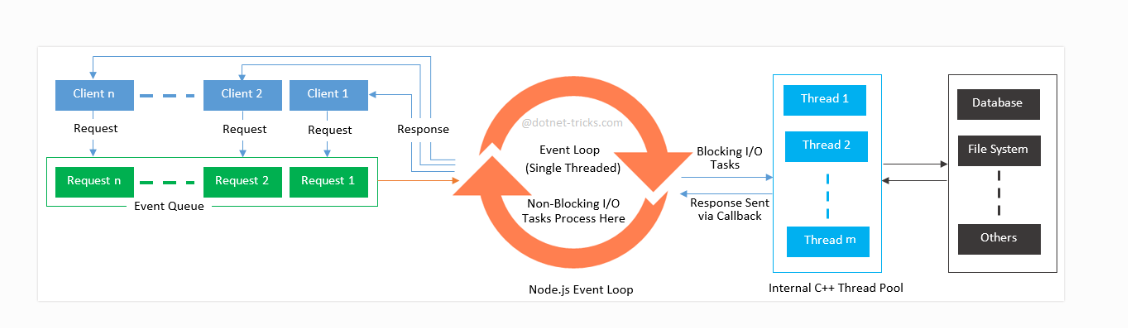 Client n
Client 2
Client 1
Request
Request
Request
Response
Request n
Request 2
Request 1
Event Queue
@dotnet-tricks.com
Event Loop
(Single Threaded)
Non-Blocking I/O
Tasks Process Here
Node.js Event Loop
Blocking I/O
Tasks
Response Sent
via Callback
Thread 1
Thread 2
Thread m
Internal C++ Thread Pool
Database
File System
Others